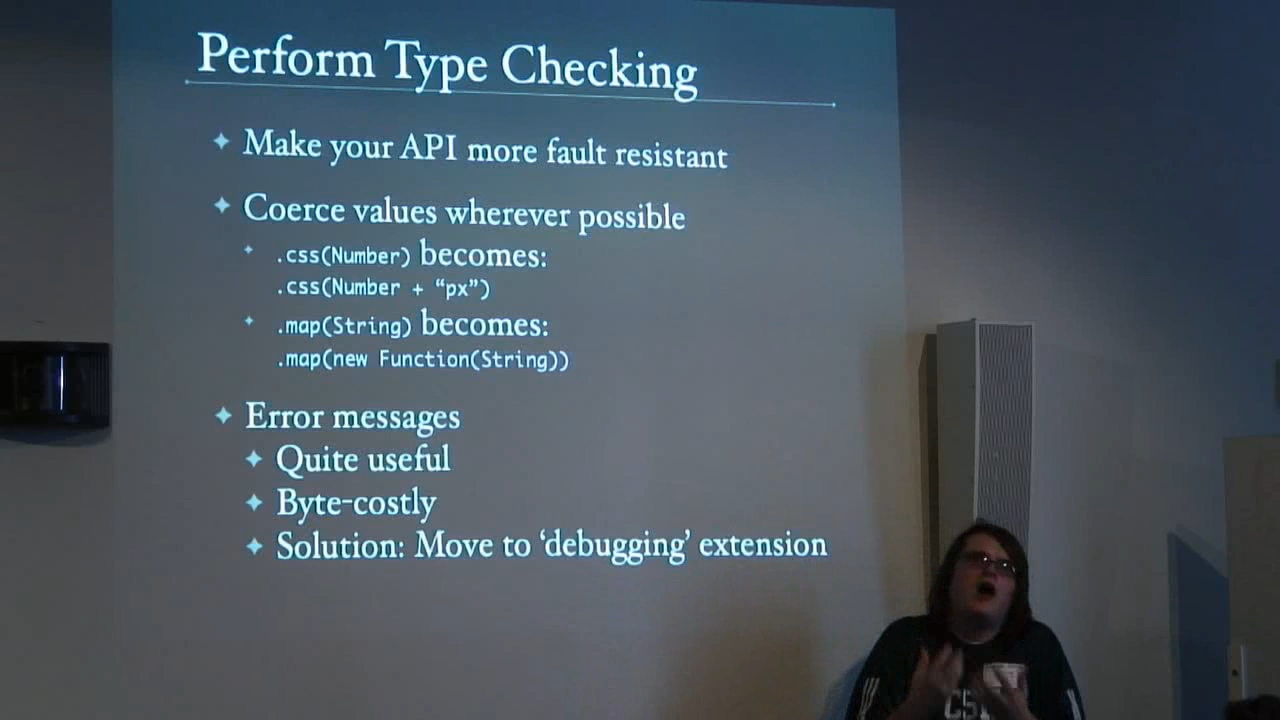 Perform Type Checking
Make your API more fault resistant
Coerce values wherever possible
.css(Number) becomes:
.css(Number + “px”)
.map(String) becomes:
.map(new Function(String))
Error messages
Quite useful
Byte-costly
Solution: Move to ‘debugging’ extension